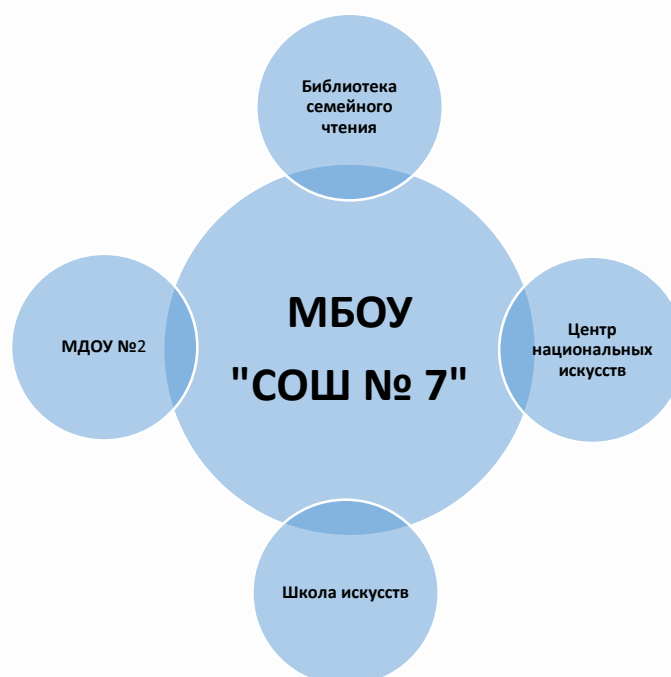 Библиотека
семейного
чтения
МДОУ №2
МБОУ
"СОШ № 7"
Центр
национальных
искусств
Школа искусств